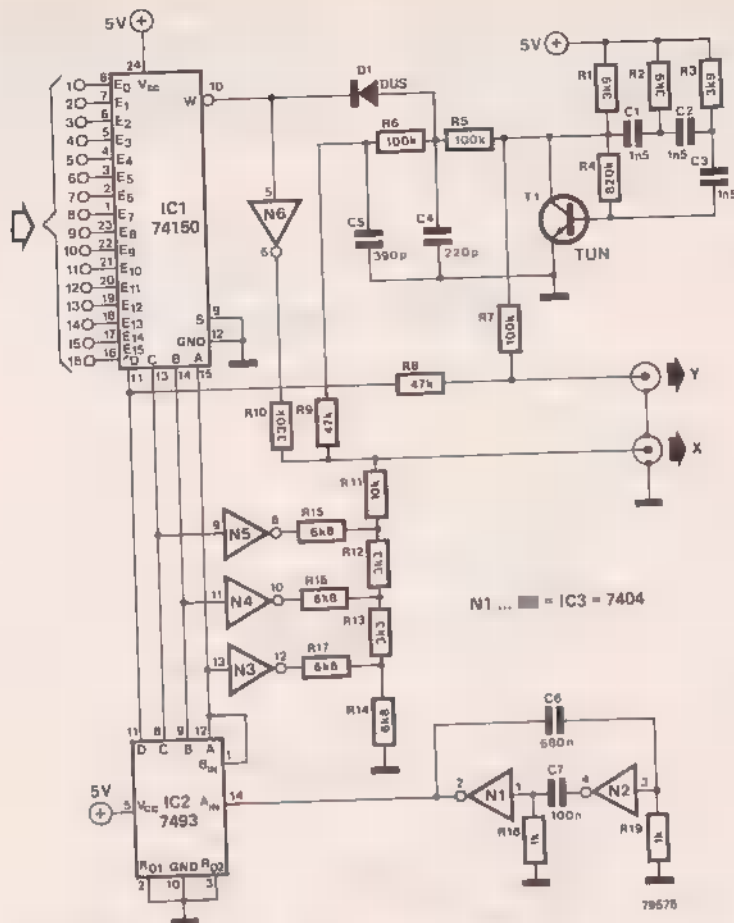 5V
24
VCC
1 8 E0
2 7 E1
3 6 E2
4 5 E3
5 4 E4
6 3 E5
7 2 E6
8 1 E7
9 23 E8
10 22 E9
11 21 E10
12 20 E11
13 19 E12
14 18 E13
15 17 E14
16 16 E15
IC1
74150
W
10
S 9
GND 12
D C B A
11 13 14 15
D1
DUS
R6
100k
R5
100k
C5
390p
C4
220p
5V
R1
3k9
R2
3k9
R3
3k9
C1
1n5
C2
1n5
C3
1n5
R4
820k
T1
TUN
R7
100k
5
N6
6
R8
47k
Y
X
R10
330k
R9
47k
R11
10k
9 N5 8
R15
6k8
R12
3k3
11 N4 10
R16
6k8
R13
3k3
13 N3 12
R17
6k8
R14
6k8
N1 ... = IC3 = 7404
11 8 9 12
D C B A
BIN
1
5V
5
VCC
IC2
7493
AIN
14
R01 GND R02
2 10 3
C6
680n
2 N1 1
C7
100n
4 N2 3
R18
1k
R19
1k
79575